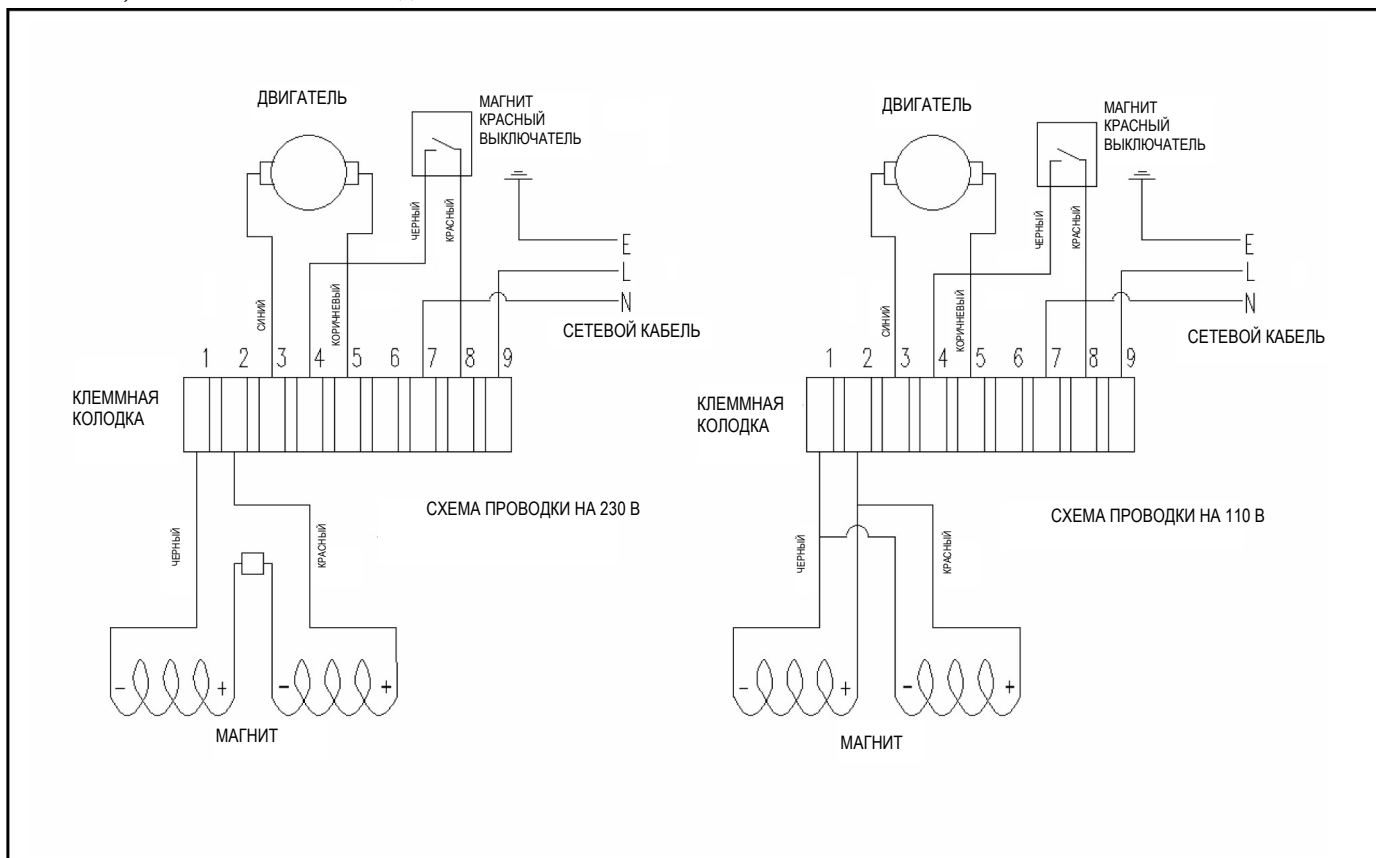 ДВИГАТЕЛЬ
МАГНИТ
КРАСНЫЙ
ВЫКЛЮЧАТЕЛЬ
ЧЕРНЫЙ
КРАСНЫЙ
СИНИЙ
КОРИЧНЕВЫЙ
E
L
N
СЕТЕВОЙ КАБЕЛЬ
1 2 3 4 5 6 7 8 9
КЛЕММНАЯ
КОЛОДКА
СХЕМА ПРОВОДКИ НА 230 В
ЧЕРНЫЙ
КРАСНЫЙ
- + - +
МАГНИТ
ДВИГАТЕЛЬ
МАГНИТ
КРАСНЫЙ
ВЫКЛЮЧАТЕЛЬ
ЧЕРНЫЙ
КРАСНЫЙ
СИНИЙ
КОРИЧНЕВЫЙ
E
L
N
СЕТЕВОЙ КАБЕЛЬ
1 2 3 4 5 6 7 8 9
КЛЕММНАЯ
КОЛОДКА
СХЕМА ПРОВОДКИ НА 110 В
ЧЕРНЫЙ
КРАСНЫЙ
- + - +
МАГНИТ